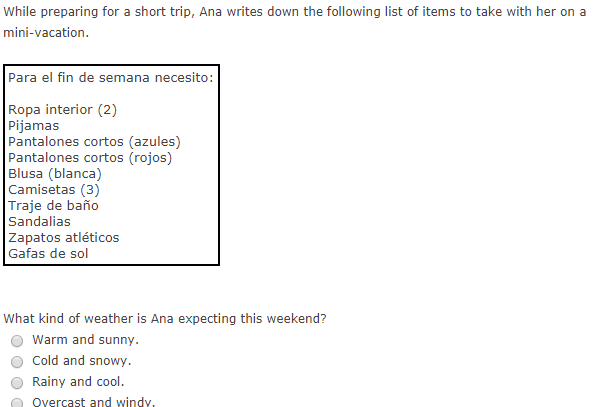 While preparing for a short trip, Ana writes down the following list of items to take with her on a
mini-vacation.
Para el fin de semana necesito:
Ropa interior (2)
Pijamas
Pantalones cortos (azules)
Pantalones cortos (rojos)
Blusa (blanca)
Camisetas (3)
Traje de baño
Sandalias
Zapatos atléticos
Gafas de sol
What kind of weather is Ana expecting this weekend?
Warm and sunny.
Cold and snowy.
Rainy and cool.
Overcast and windy.